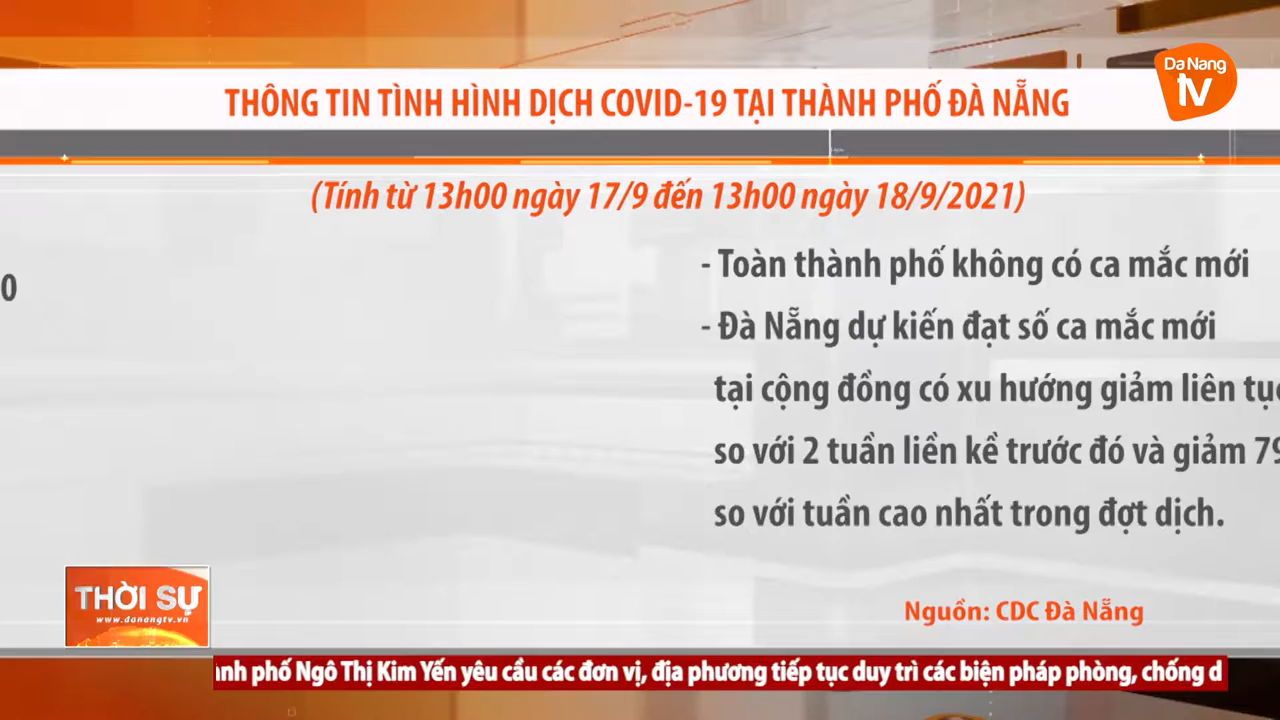 Da Nang
tv
THÔNG TIN TÌNH HÌNH DỊCH COVID-19 TẠI THÀNH PHỐ ĐÀ NẴNG
(Tính từ 13h00 ngày 17/9 đến 13h00 ngày 18/9/2021)
0
- Toàn thành phố không có ca mắc mới
- Đà Nẵng dự kiến đạt số ca mắc mới
tại cộng đồng có xu hướng giảm liên tục
so với 2 tuần liền kề trước đó và giảm 79
so với tuần cao nhất trong đợt dịch.
Nguồn: CDC Đà Nẵng
THỜI SỰ
www.danangtv.vn
phố Ngô Thị Kim Yến yêu cầu các đơn vị, địa phương tiếp tục duy trì các biện pháp phòng, chống